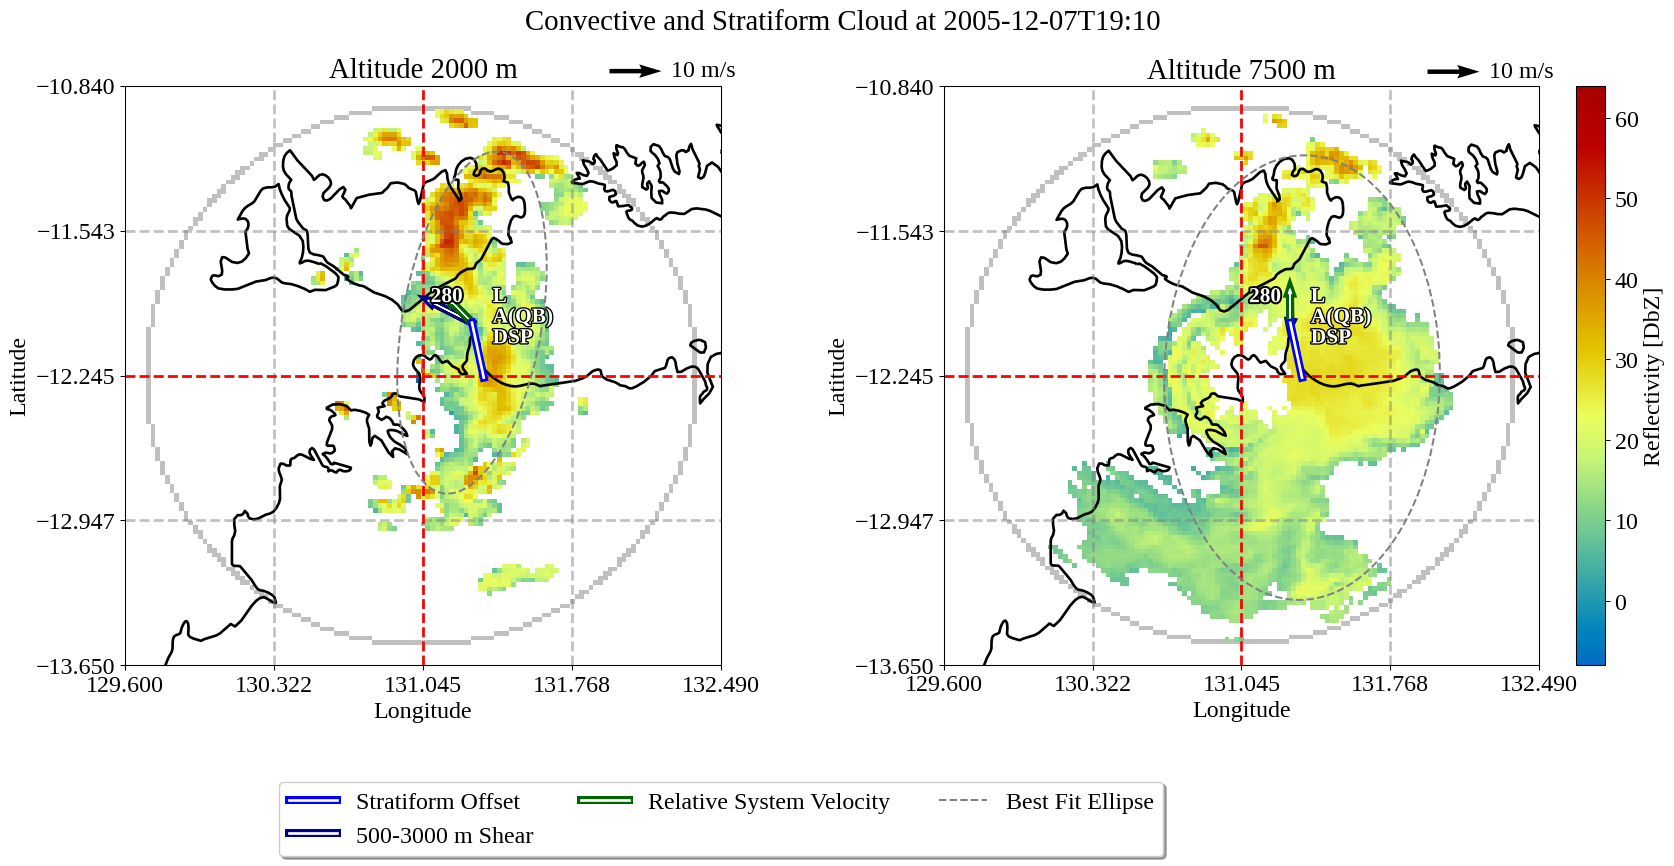 Convective and Stratiform Cloud at 2005-12-07T19:10
Altitude 2000 m
10 m/s
Altitude 7500 m
10 m/s
−10.840
−11.543
−12.245
−12.947
−13.650
Latitude
129.600
130.322
131.045
131.768
132.490
Longitude
280
L
A(QB)
DSP
−10.840
−11.543
−12.245
−12.947
−13.650
Latitude
129.600
130.322
131.045
131.768
132.490
Longitude
280
L
A(QB)
DSP
60
50
40
30
20
10
0
Reflectivity [DbZ]
Stratiform Offset
500-3000 m Shear
Relative System Velocity
Best Fit Ellipse